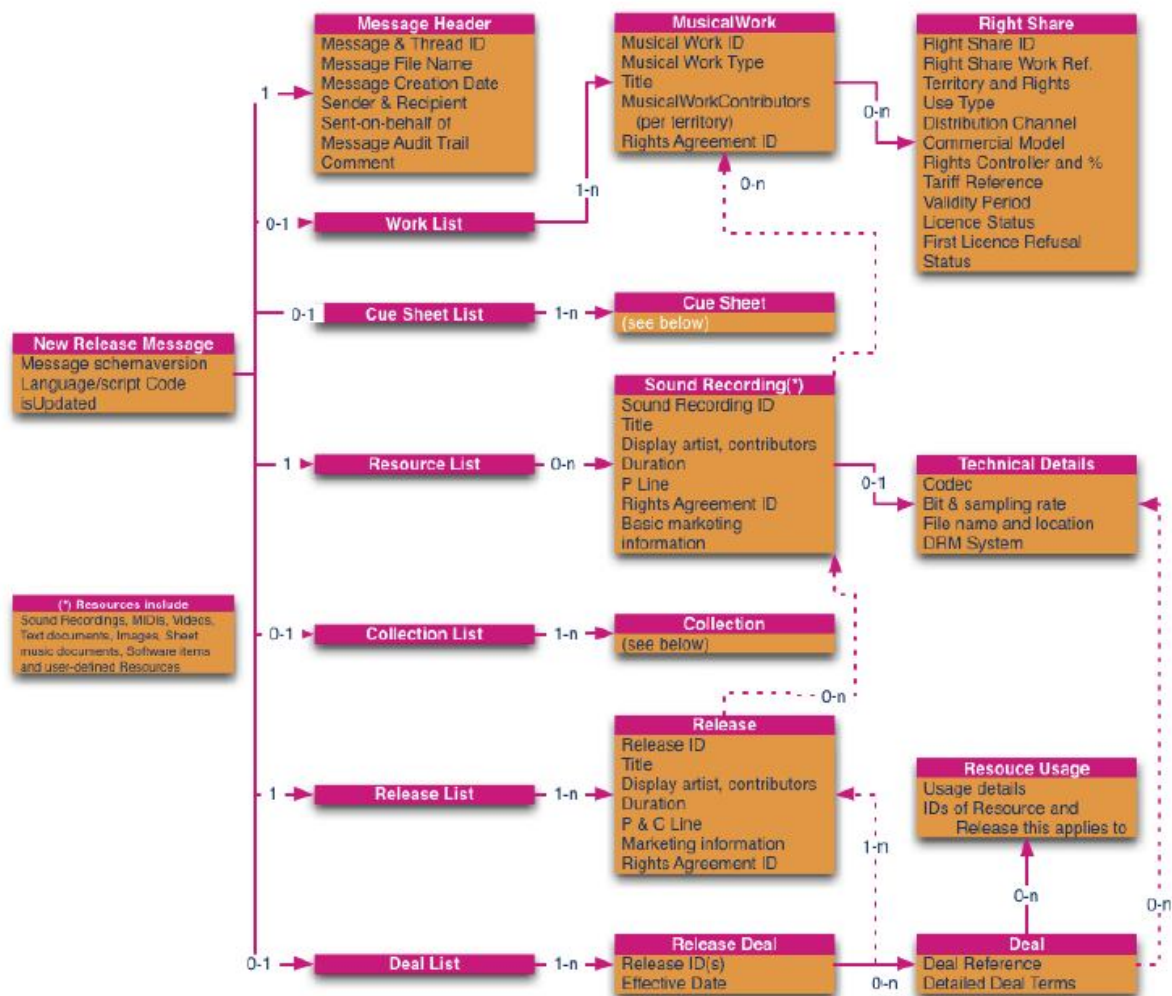 Message Header
Message & Thread ID
Message File Name
Message Creation Date
Sender & Recipient
Sent-on-behalf of
Message Audit Trail
Comment
MusicalWork
Musical Work ID
Musical Work Type
Title
MusicalWorkContributors
(per territory)
Rights Agreement ID
Right Share
Right Share ID
Right Share Work Ref.
Territory and Rights
Use Type
Distribution Channel
Commercial Model
Rights Controller and %
Tariff Reference
Validity Period
Licence Status
First Licence Refusal
Status
1
0-n
1-n
0-n
0-1
Work List
0-1
Cue Sheet List
1-n
Cue Sheet
(see below)
New Release Message
Message schemaversion
Language/script Code
isUpdated
Sound Recording(*)
Sound Recording ID
Title
Display artist, contributors
Duration
P Line
Rights Agreement ID
Basic marketing
information
1
Resource List
0-n
0-1
Technical Details
Codec
Bit & sampling rate
File name and location
DRM System
(*) Resources include
Sound Recordings, MIDIs, Videos,
Text documents, Images, Sheet
music documents, Software items
and user-defined Resources
0-1
Collection List
1-n
Collection
(see below)
0-n
Release
Release ID
Title
Display artist, contributors
Duration
P & C Line
Marketing information
Rights Agreement ID
1
Release List
1-n
Resouce Usage
Usage details
IDs of Resource and
Release this applies to
1-n
0-n
0-n
0-1
Deal List
1-n
Release Deal
Release ID(s)
Effective Date
0-n
Deal
Deal Reference
Detailed Deal Terms